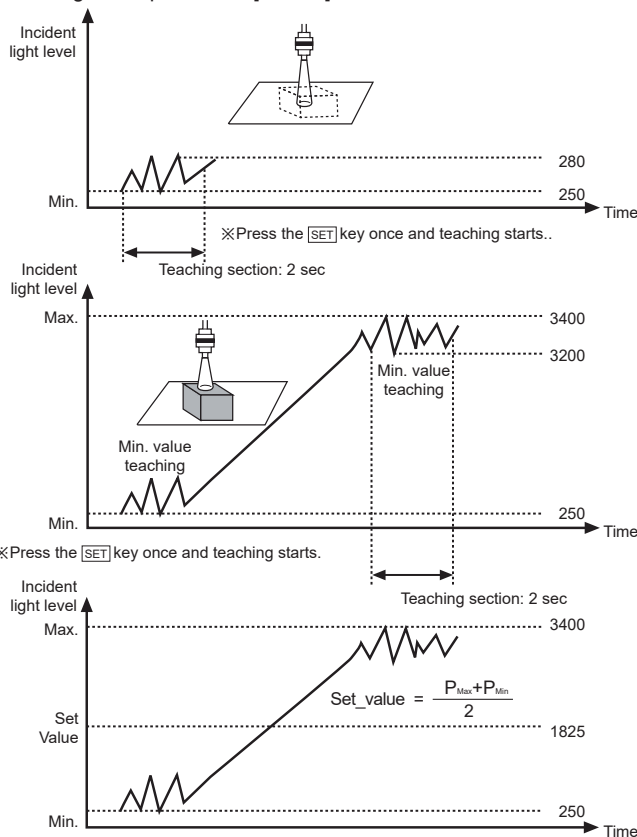 Incident
light level
280
250
Min.
Time
※Press the SET key once and teaching starts..
Teaching section: 2 sec
Incident
light level
Max.
3400
3200
Min. value
teaching
Min. value
teaching
250
Min.
Time
※Press the SET key once and teaching starts.
Teaching section: 2 sec
Incident
light level
Max.
3400
Set_value = PMax+PMin
2
Set
Value
1825
250
Min.
Time